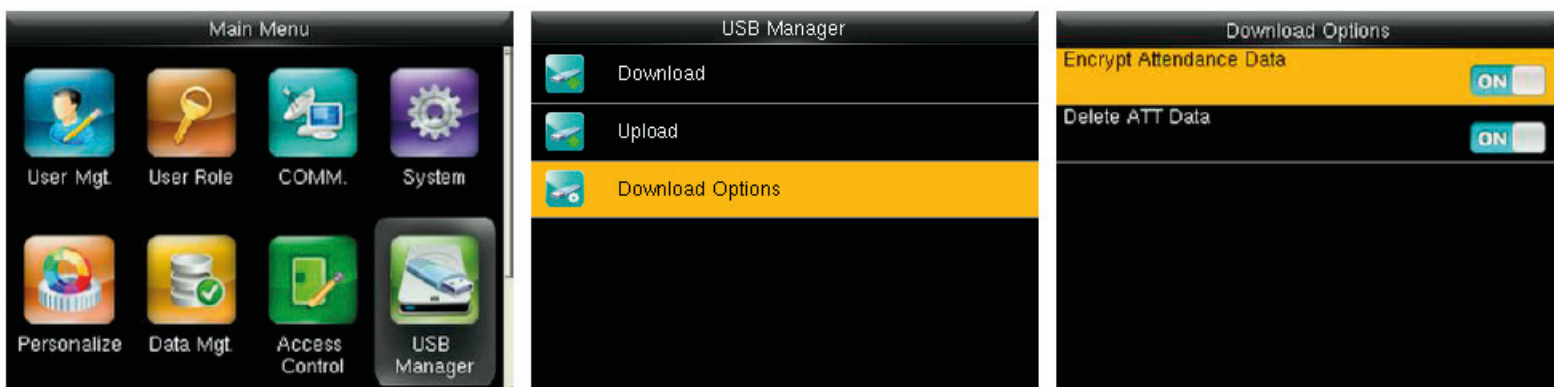 Main Menu
User Mgt.
User Role
COMM.
System
Personalize
Data Mgt.
Access
Control
USB
Manager
USB Manager
Download
Upload
Download Options
Download Options
Encrypt Attendance Data
ON
Delete ATT Data
ON